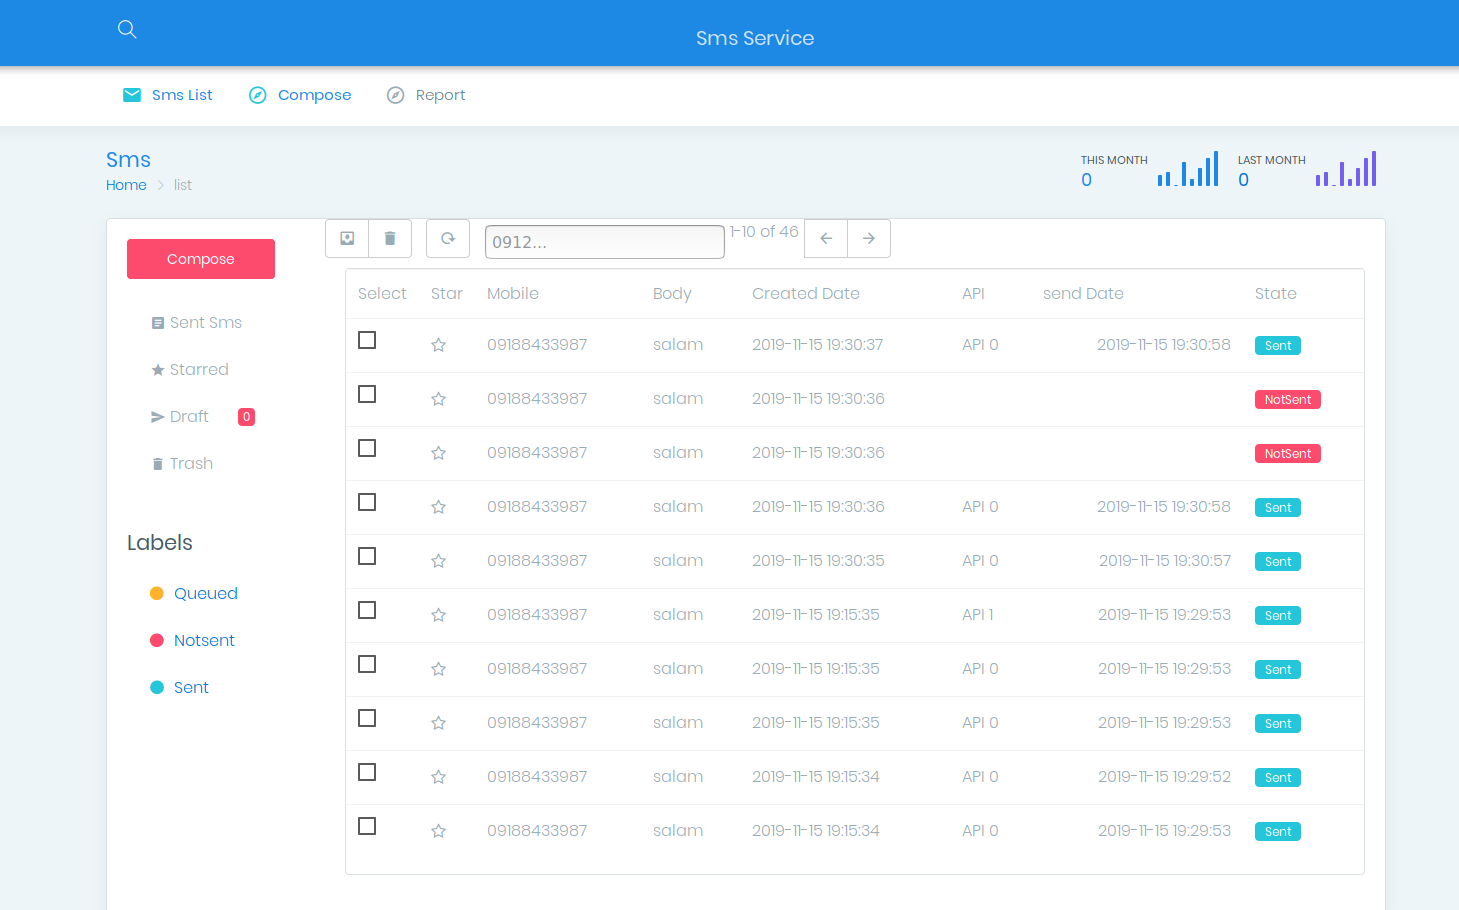 Sms Service
Sms List Compose Report
Sms
Home list
THIS MONTH
0
LAST MONTH
0
Compose
Sent Sms
Starred
Draft 0
Trash
Labels
Queued
Notsent
Sent
0912...
1-10 of 46
Select Star Mobile Body Created Date API send Date State
09188433987 salam 2019-11-15 19:30:37 API 0 2019-11-15 19:30:58 Sent
09188433987 salam 2019-11-15 19:30:36 NotSent
09188433987 salam 2019-11-15 19:30:36 NotSent
09188433987 salam 2019-11-15 19:30:36 API 0 2019-11-15 19:30:58 Sent
09188433987 salam 2019-11-15 19:30:35 API 0 2019-11-15 19:30:57 Sent
09188433987 salam 2019-11-15 19:15:35 API 1 2019-11-15 19:29:53 Sent
09188433987 salam 2019-11-15 19:15:35 API 0 2019-11-15 19:29:53 Sent
09188433987 salam 2019-11-15 19:15:35 API 0 2019-11-15 19:29:53 Sent
09188433987 salam 2019-11-15 19:15:34 API 0 2019-11-15 19:29:52 Sent
09188433987 salam 2019-11-15 19:15:34 API 0 2019-11-15 19:29:53 Sent